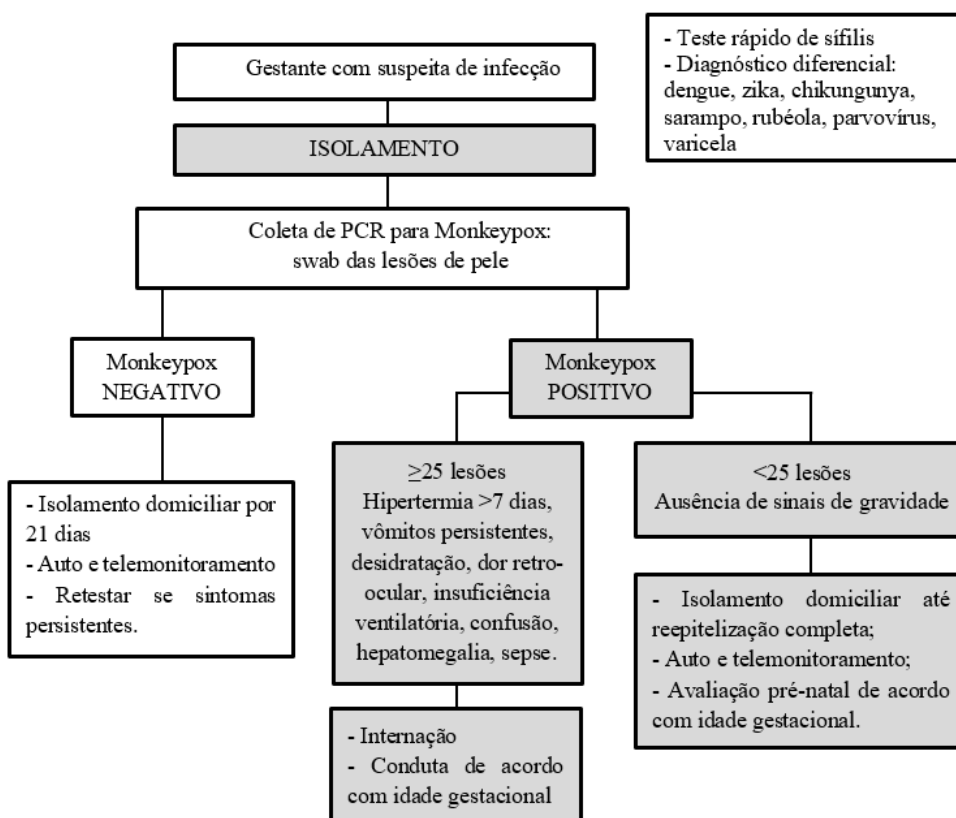 Gestante com suspeita de infecção
- Teste rápido de sífilis
- Diagnóstico diferencial:
dengue, zika, chikungunya,
sarampo, rubéola, parvovírus,
varicela
ISOLAMENTO
Coleta de PCR para Monkeypox:
swab das lesões de pele
Monkeypox
NEGATIVO
Monkeypox
POSITIVO
- Isolamento domiciliar por
21 dias
- Auto e telemonitoramento
- Retestar se sintomas
persistentes.
≥25 lesões
Hipertermia >7 dias,
vômitos persistentes,
desidratação, dor retro-
ocular, insuficiência
ventilatória, confusão,
hepatomegalia, sepse.
<25 lesões
Ausência de sinais de gravidade
- Internação
- Conduta de acordo
com idade gestacional
- Isolamento domiciliar até
reepitelização completa;
- Auto e telemonitoramento;
- Avaliação pré-natal de acordo
com idade gestacional.